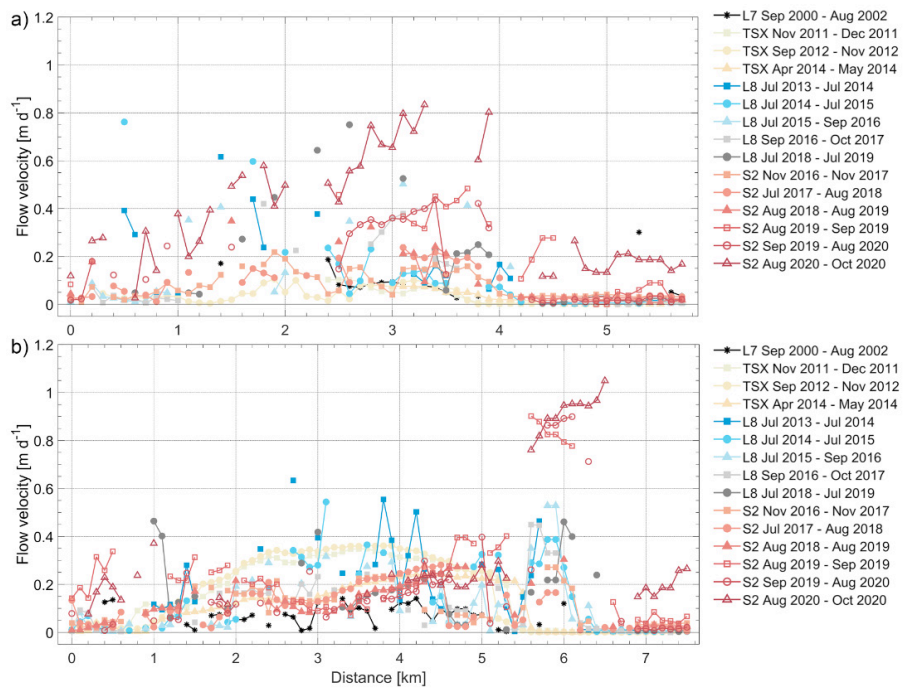 a)
1.2
1
0.8
0.6
0.4
0.2
0
Flow velocity [m d⁻¹]
0
1
2
3
4
5
L7 Sep 2000 - Aug 2002
TSX Nov 2011 - Dec 2011
TSX Sep 2012 - Nov 2012
TSX Apr 2014 - May 2014
L8 Jul 2013 - Jul 2014
L8 Jul 2014 - Jul 2015
L8 Jul 2015 - Sep 2016
L8 Sep 2016 - Oct 2017
L8 Jul 2018 - Jul 2019
S2 Nov 2016 - Nov 2017
S2 Jul 2017 - Aug 2018
S2 Aug 2018 - Aug 2019
S2 Aug 2019 - Sep 2019
S2 Sep 2019 - Aug 2020
S2 Aug 2020 - Oct 2020
b)
1.2
1
0.8
0.6
0.4
0.2
0
Flow velocity [m d⁻¹]
0
1
2
3
4
5
6
7
Distance [km]
L7 Sep 2000 - Aug 2002
TSX Nov 2011 - Dec 2011
TSX Sep 2012 - Nov 2012
TSX Apr 2014 - May 2014
L8 Jul 2013 - Jul 2014
L8 Jul 2014 - Jul 2015
L8 Jul 2015 - Sep 2016
L8 Sep 2016 - Oct 2017
L8 Jul 2018 - Jul 2019
S2 Nov 2016 - Nov 2017
S2 Jul 2017 - Aug 2018
S2 Aug 2018 - Aug 2019
S2 Aug 2019 - Sep 2019
S2 Sep 2019 - Aug 2020
S2 Aug 2020 - Oct 2020